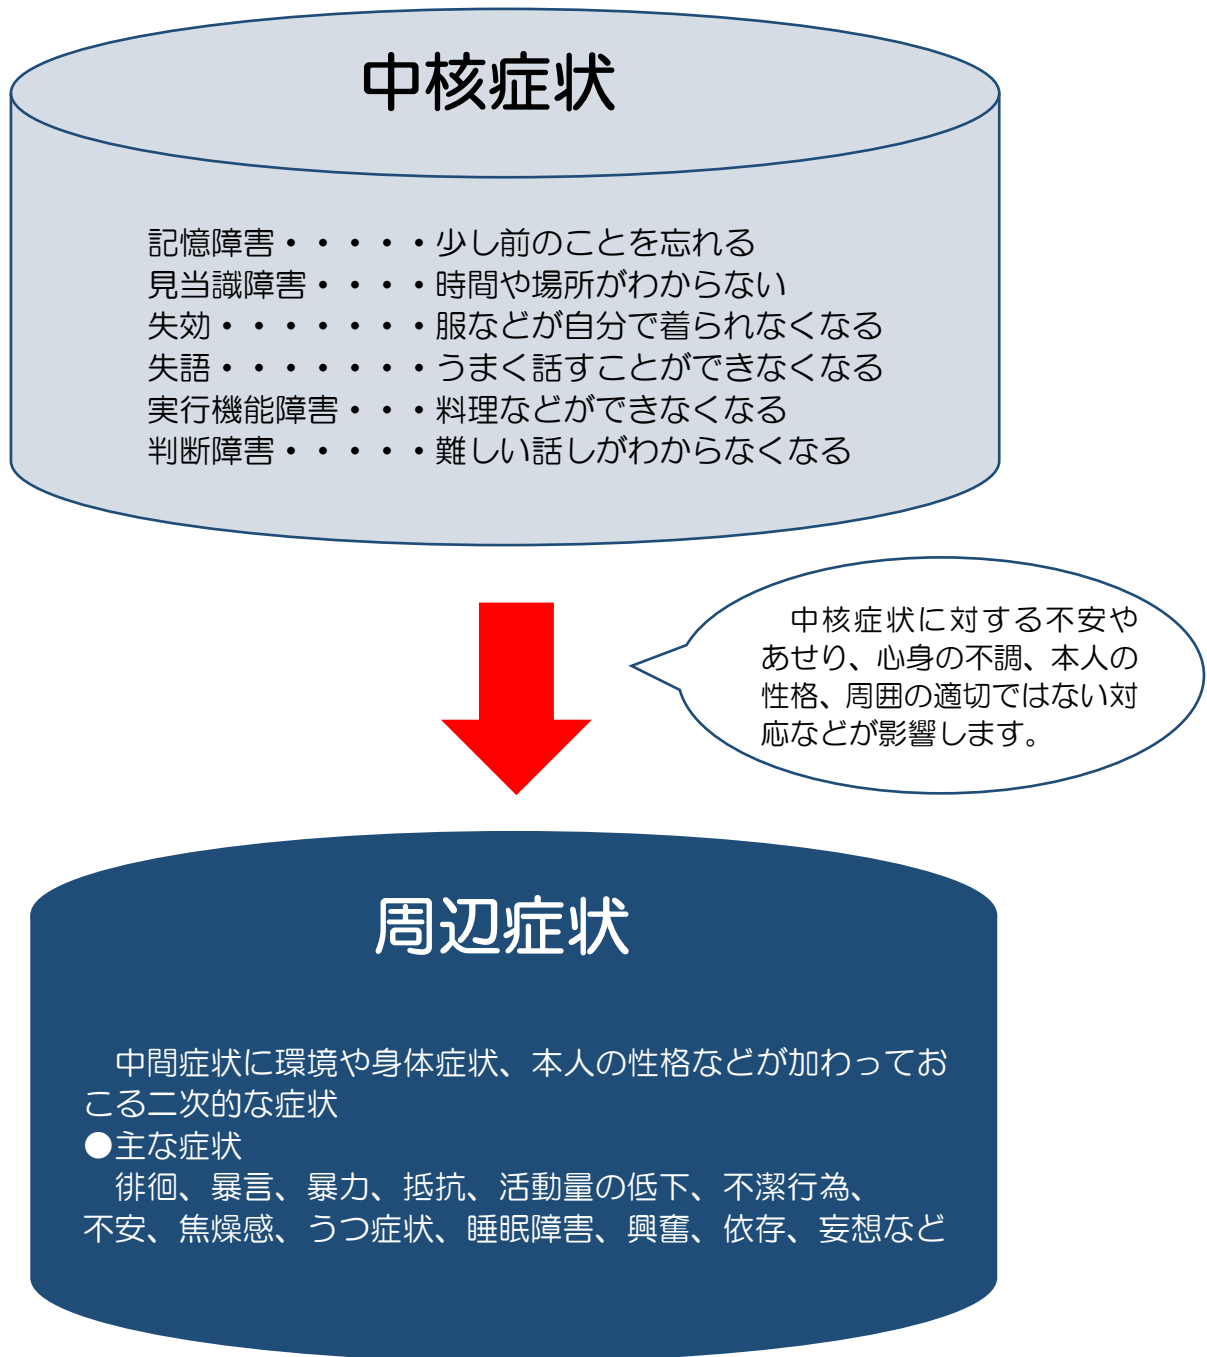 中核症状
記憶障害・・・・・少し前のことを忘れる
見当識障害・・・・時間や場所がわからない
失効・・・・・・・服などが自分で着られなくなる
失語・・・・・・・うまく話すことができなくなる
実行機能障害・・・料理などができなくなる
判断障害・・・・・難しい話しがわからなくなる
中核症状に対する不安や
あせり、心身の不調、本人の
性格、周囲の適切ではない対
応などが影響します。
周辺症状
中間症状に環境や身体症状、本人の性格などが加わってお
こる二次的な症状
●主な症状
徘徊、暴言、暴力、抵抗、活動量の低下、不潔行為、
不安、焦燥感、うつ症状、睡眠障害、興奮、依存、妄想など